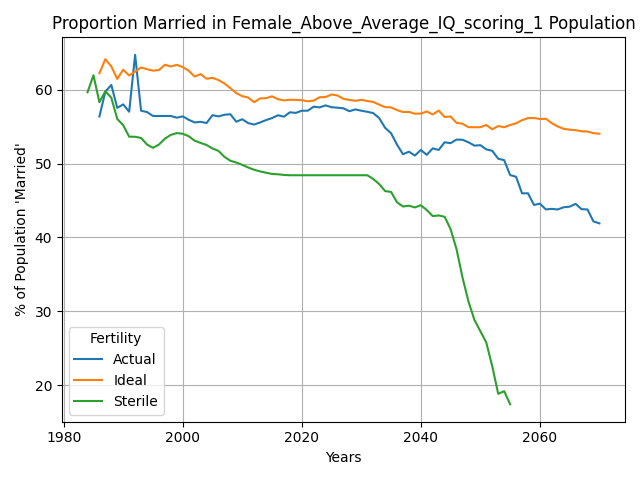 Proportion Married in Female_Above_Average_IQ_scoring_1 Population
% of Population 'Married'
60
50
40
30
20
Fertility
Actual
Ideal
Sterile
1980 2000 2020 2040 2060
Years